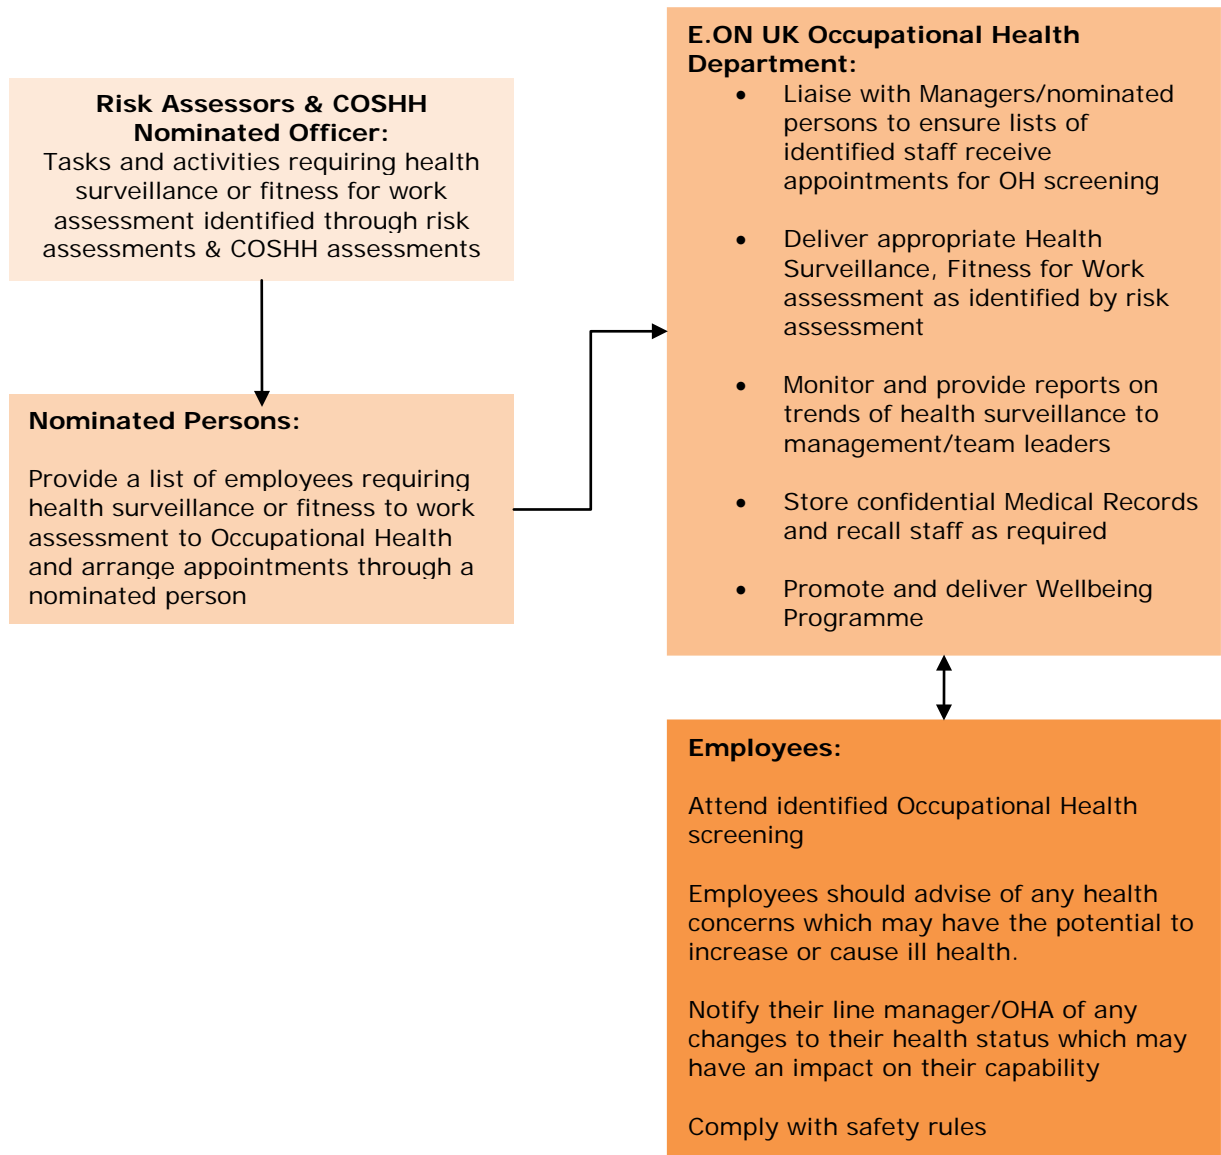 Risk Assessors & COSHH
Nominated Officer:
Tasks and activities requiring health
surveillance or fitness for work
assessment identified through risk
assessments & COSHH assessments
Nominated Persons:
Provide a list of employees requiring
health surveillance or fitness to work
assessment to Occupational Health
and arrange appointments through a
nominated person
E.ON UK Occupational Health
Department:
• Liaise with Managers/nominated
persons to ensure lists of
identified staff receive
appointments for OH screening
• Deliver appropriate Health
Surveillance, Fitness for Work
assessment as identified by risk
assessment
• Monitor and provide reports on
trends of health surveillance to
management/team leaders
• Store confidential Medical Records
and recall staff as required
• Promote and deliver Wellbeing
Programme
Employees:
Attend identified Occupational Health
screening
Employees should advise of any health
concerns which may have the potential to
increase or cause ill health.
Notify their line manager/OHA of any
changes to their health status which may
have an impact on their capability
Comply with safety rules